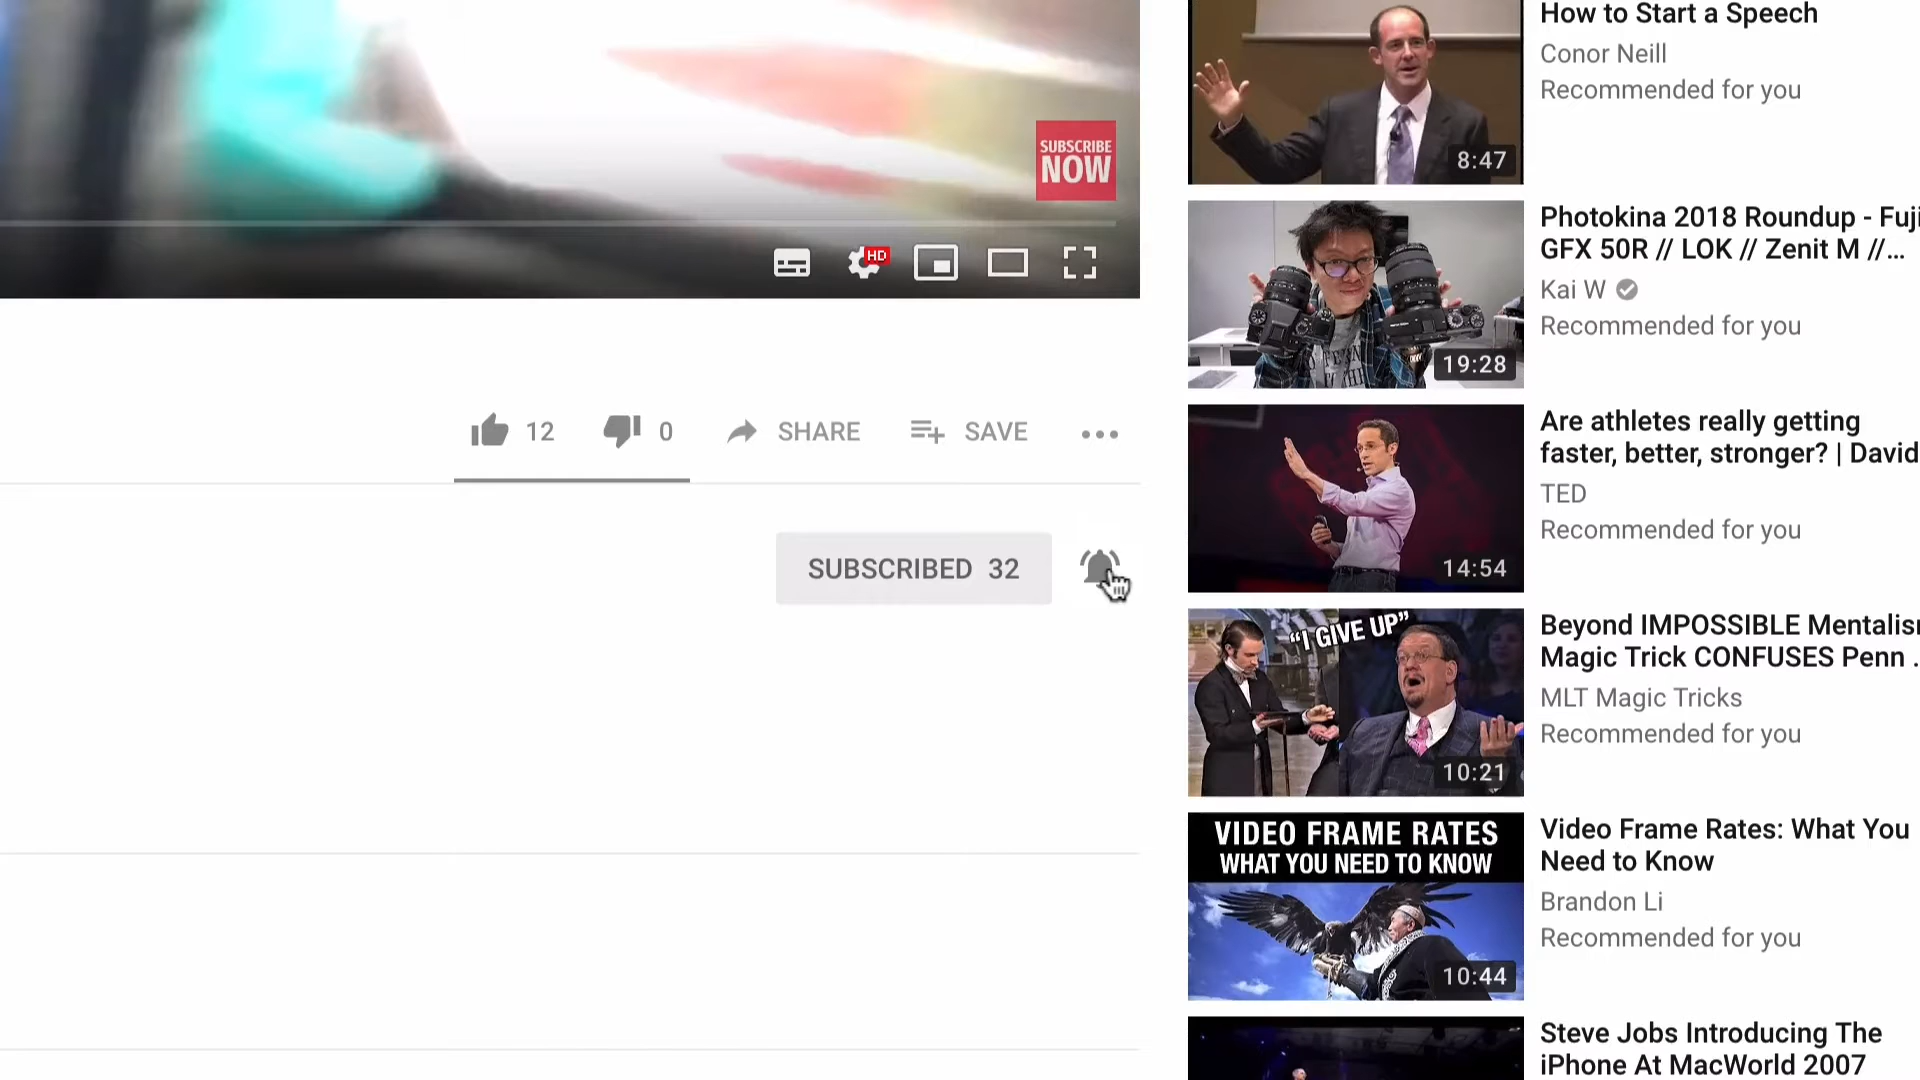 SUBSCRIBE
NOW
HD
12
0
SHARE
SAVE
SUBSCRIBED 32
How to Start a Speech
Conor Neill
Recommended for you
8:47
Photokina 2018 Roundup - Fuji
GFX 50R // LOK // Zenit M //...
Kai W
Recommended for you
19:28
Are athletes really getting
faster, better, stronger? | David
TED
Recommended for you
14:54
"I GIVE UP"
Beyond IMPOSSIBLE Mentalis
Magic Trick CONFUSES Penn .
MLT Magic Tricks
Recommended for you
10:21
VIDEO FRAME RATES
WHAT YOU NEED TO KNOW
Video Frame Rates: What You
Need to Know
Brandon Li
Recommended for you
10:44
Steve Jobs Introducing The
iPhone At MacWorld 2007